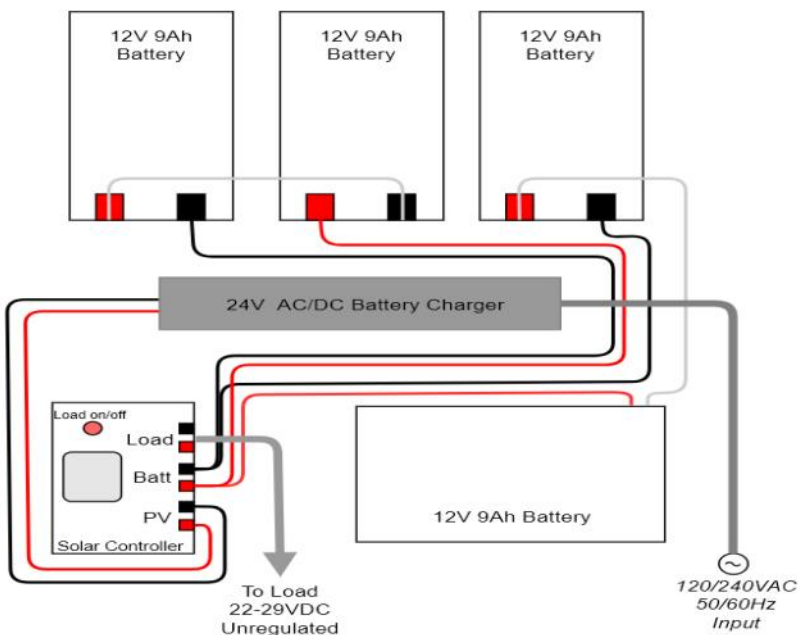 12V 9Ah
Battery
12V 9Ah
Battery
12V 9Ah
Battery
24V AC/DC Battery Charger
Load on/off
Load
Batt
PV
Solar Controller
12V 9Ah Battery
To Load
22-29VDC
Unregulated
120/240VAC
50/60Hz
Input